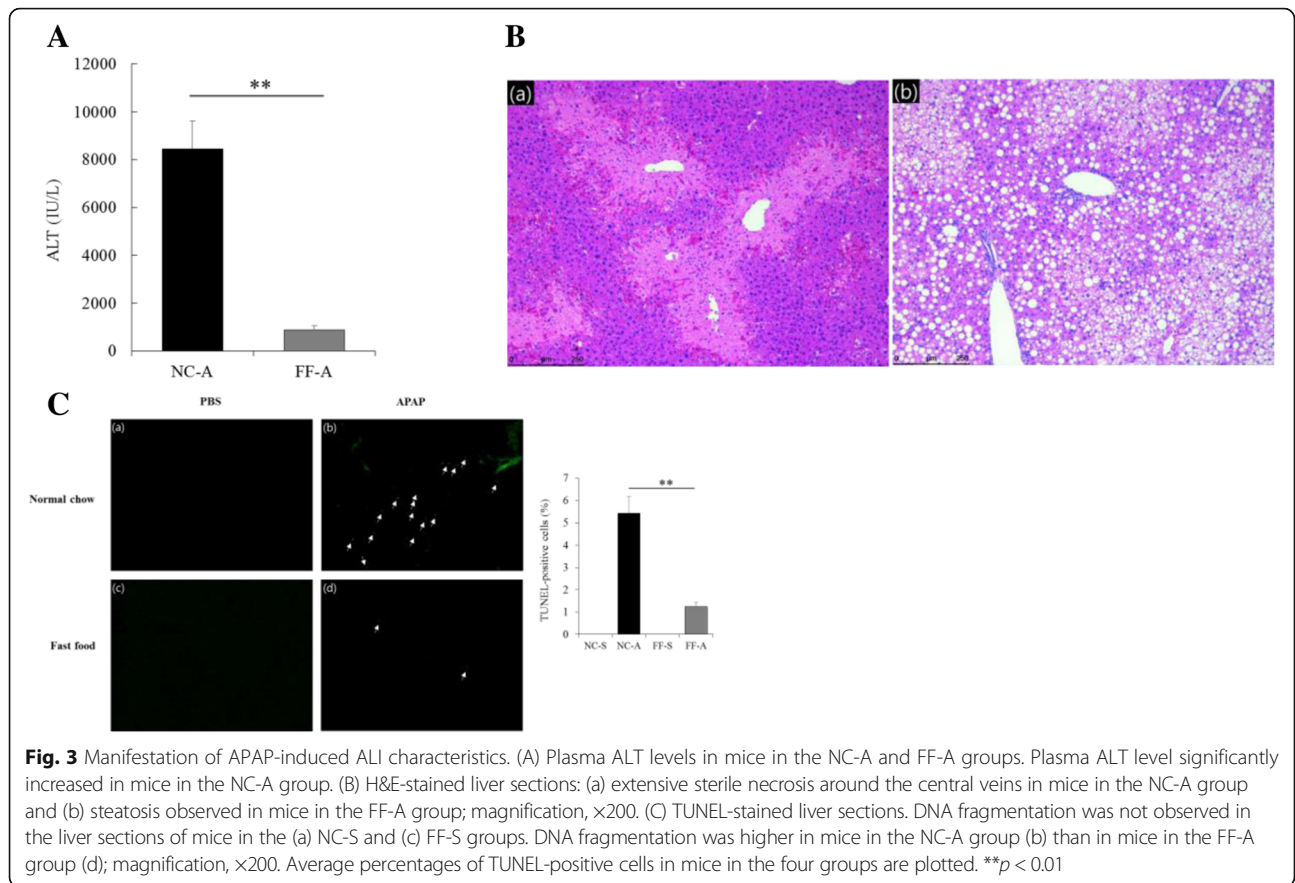 A
12000
10000
8000
6000
4000
2000
0
ALT (IU/L)
**
NC-A FF-A
B
(a)
0 μm 250
(b)
0 μm 250
C
PBS APAP
Normal chow
Fast food
(a)
(b)
(c)
(d)
7
6
5
4
3
2
1
0
TUNEL-positive cells (%)
**
NC-S NC-A FF-S FF-A
Fig. 3 Manifestation of APAP-induced ALI characteristics. (A) Plasma ALT levels in mice in the NC-A and FF-A groups. Plasma ALT level significantly
increased in mice in the NC-A group. (B) H&E-stained liver sections: (a) extensive sterile necrosis around the central veins in mice in the NC-A group
and (b) steatosis observed in mice in the FF-A group; magnification, ×200. (C) TUNEL-stained liver sections. DNA fragmentation was not observed in
the liver sections of mice in the (a) NC-S and (c) FF-S groups. DNA fragmentation was higher in mice in the NC-A group (b) than in mice in the FF-A
group (d); magnification, ×200. Average percentages of TUNEL-positive cells in mice in the four groups are plotted. **p < 0.01